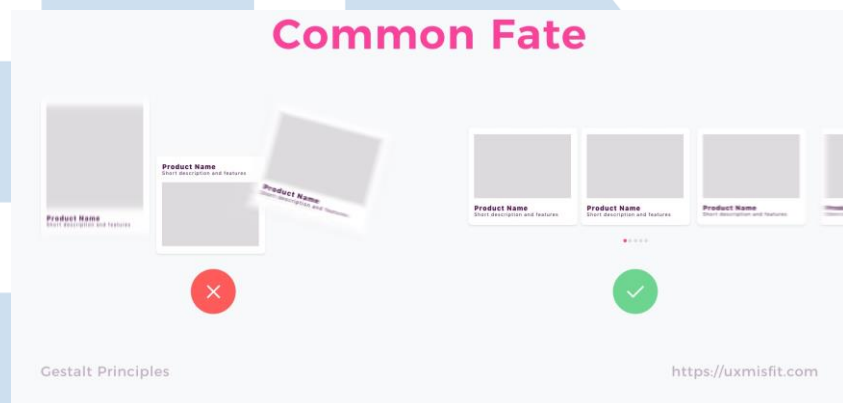 Common Fate
Product Name
Short description and features
Product Name
Short description and features
Product Name
Short description and features
Product Name
Short description and features
Product Name
Short description and features
Product Name
Short description and features
Gestalt Principles
https://uxmisfit.com